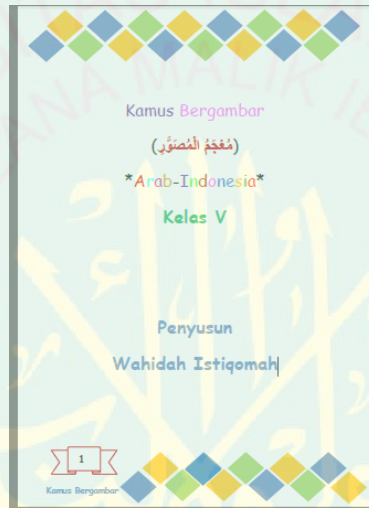 Kamus Bergambar
(مُعْجَمُ الْمُصَوَّرِ)
*Arab-Indonesia*
Kelas V
Penyusun
Wahidah Istiqomah
1
Kamus Bergambar